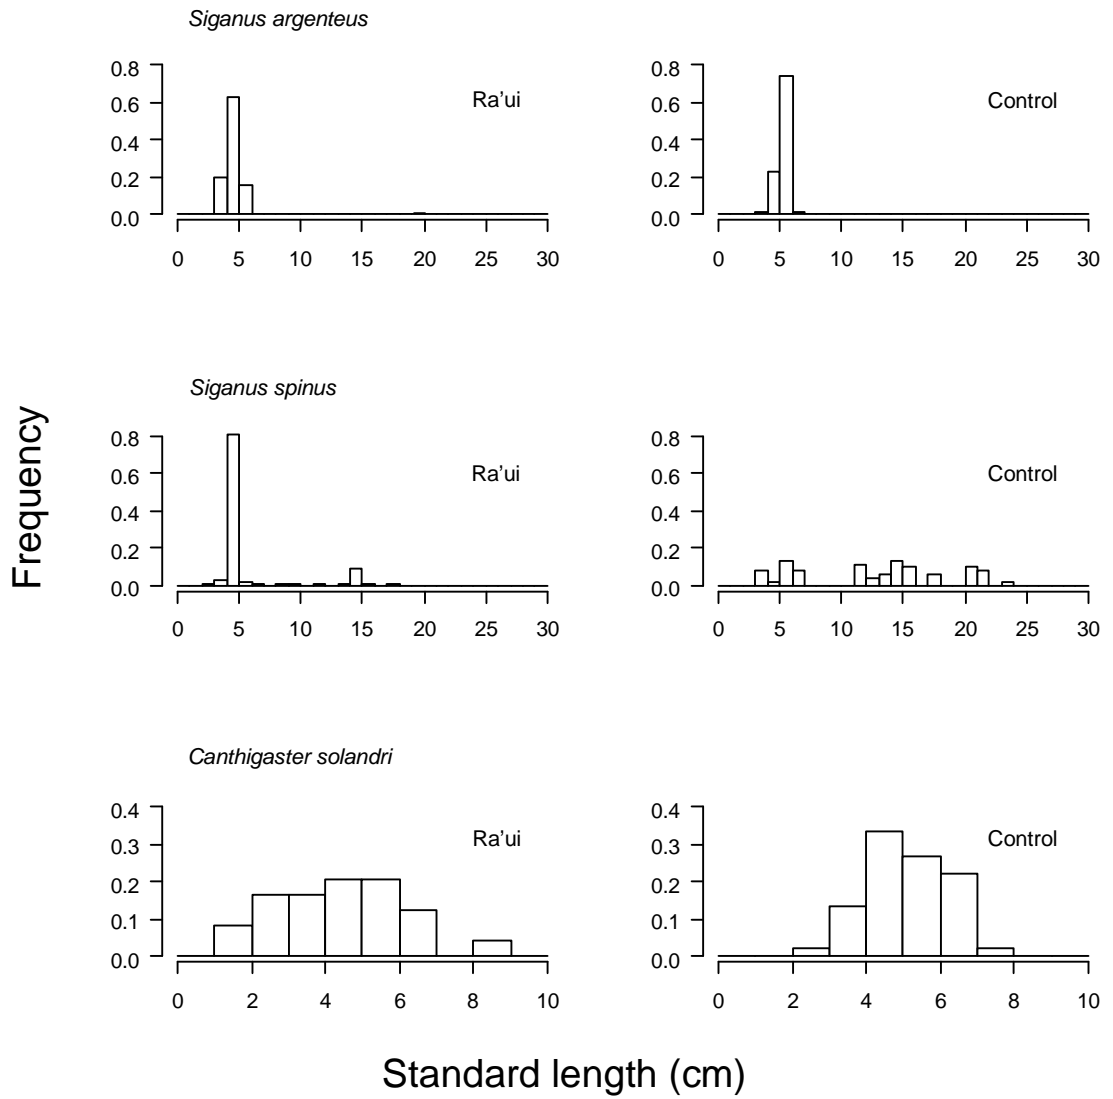 Siganus argenteus
0.8
0.6
0.4
0.2
0.0
Ra'ui
0 5 10 15 20 25 30
0.8
0.6
0.4
0.2
0.0
Control
0 5 10 15 20 25 30
Frequency
Siganus spinus
0.8
0.6
0.4
0.2
0.0
Ra'ui
0 5 10 15 20 25 30
0.8
0.6
0.4
0.2
0.0
Control
0 5 10 15 20 25 30
Canthigaster solandri
0.4
0.3
0.2
0.1
0.0
Ra'ui
0 2 4 6 8 10
0.4
0.3
0.2
0.1
0.0
Control
0 2 4 6 8 10
Standard length (cm)